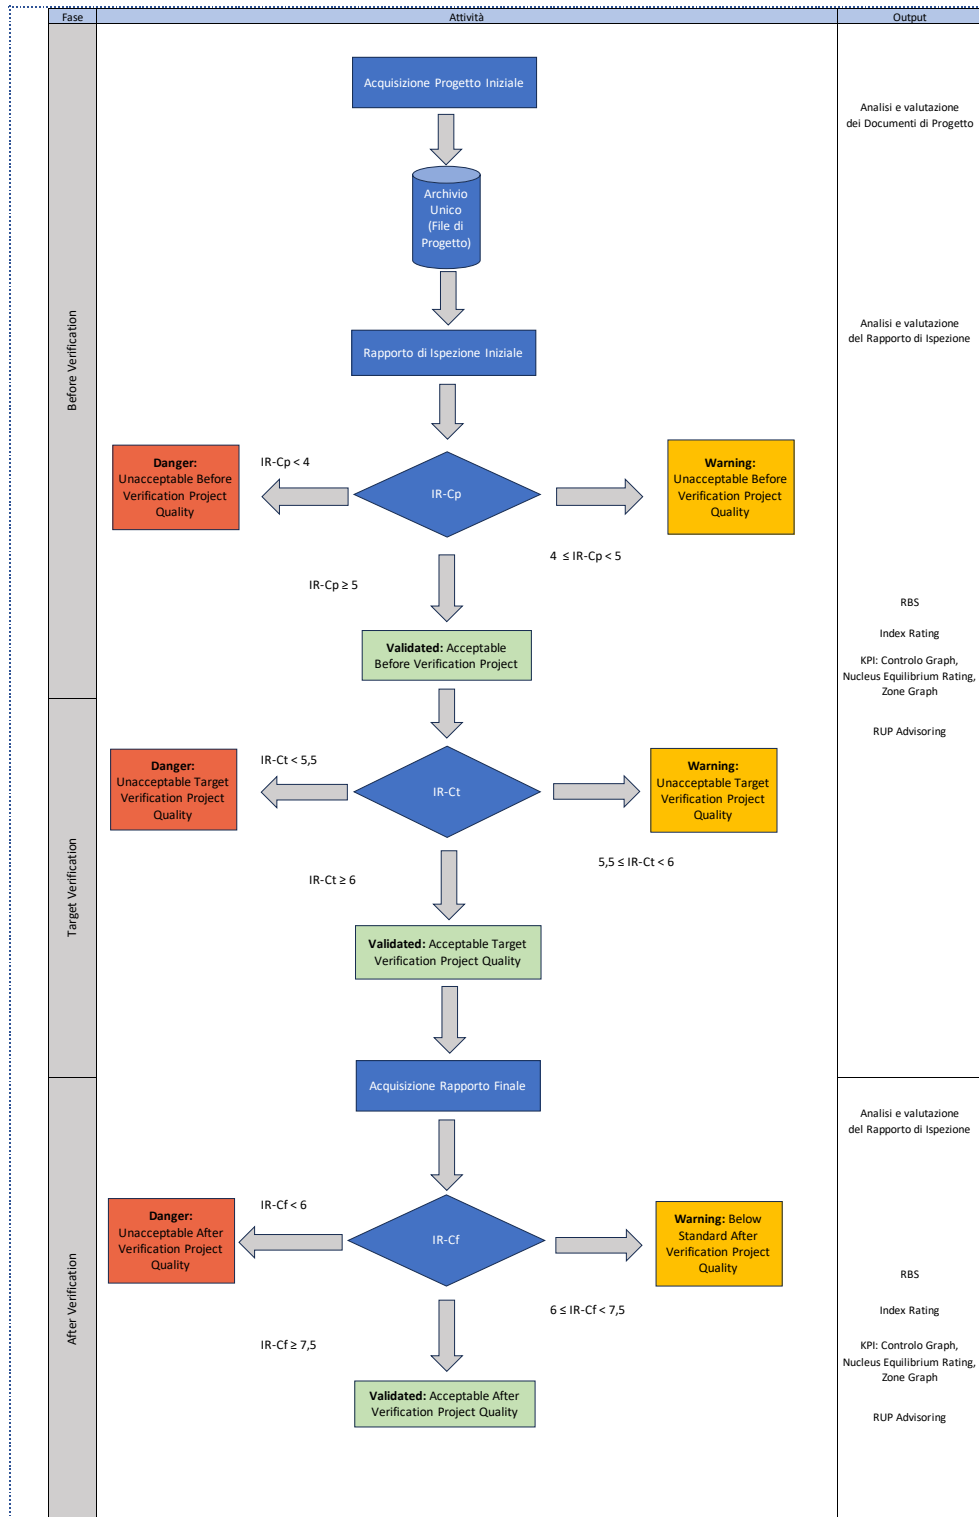 Fase
Attività
Output
Before Verification
Acquisizione Progetto Iniziale
Analisi e valutazione
dei Documenti di Progetto
Archivio
Unico
(File di
Progetto)
Rapporto di Ispezione Iniziale
Analisi e valutazione
del Rapporto di Ispezione
Danger:
Unacceptable Before
Verification Project
Quality
IR-Cp < 4
IR-Cp
Warning:
Unacceptable Before
Verification Project
Quality
4 ≤ IR-Cp < 5
IR-Cp ≥ 5
Validated: Acceptable
Before Verification Project
RBS
Index Rating
KPI: Controlo Graph,
Nucleus Equilibrium Rating,
Zone Graph
RUP Advisoring
Target Verification
Danger:
Unacceptable Target
Verification Project
Quality
IR-Ct < 5,5
IR-Ct
Warning:
Unacceptable Target
Verification Project
Quality
5,5 ≤ IR-Ct < 6
IR-Ct ≥ 6
Validated: Acceptable Target
Verification Project Quality
After Verification
Acquisizione Rapporto Finale
Analisi e valutazione
del Rapporto di Ispezione
Danger:
Unacceptable After
Verification Project
Quality
IR-Cf < 6
IR-Cf
Warning: Below
Standard After
Verification Project
Quality
6 ≤ IR-Cf < 7,5
IR-Cf ≥ 7,5
Validated: Acceptable After
Verification Project Quality
RBS
Index Rating
KPI: Controlo Graph,
Nucleus Equilibrium Rating,
Zone Graph
RUP Advisoring